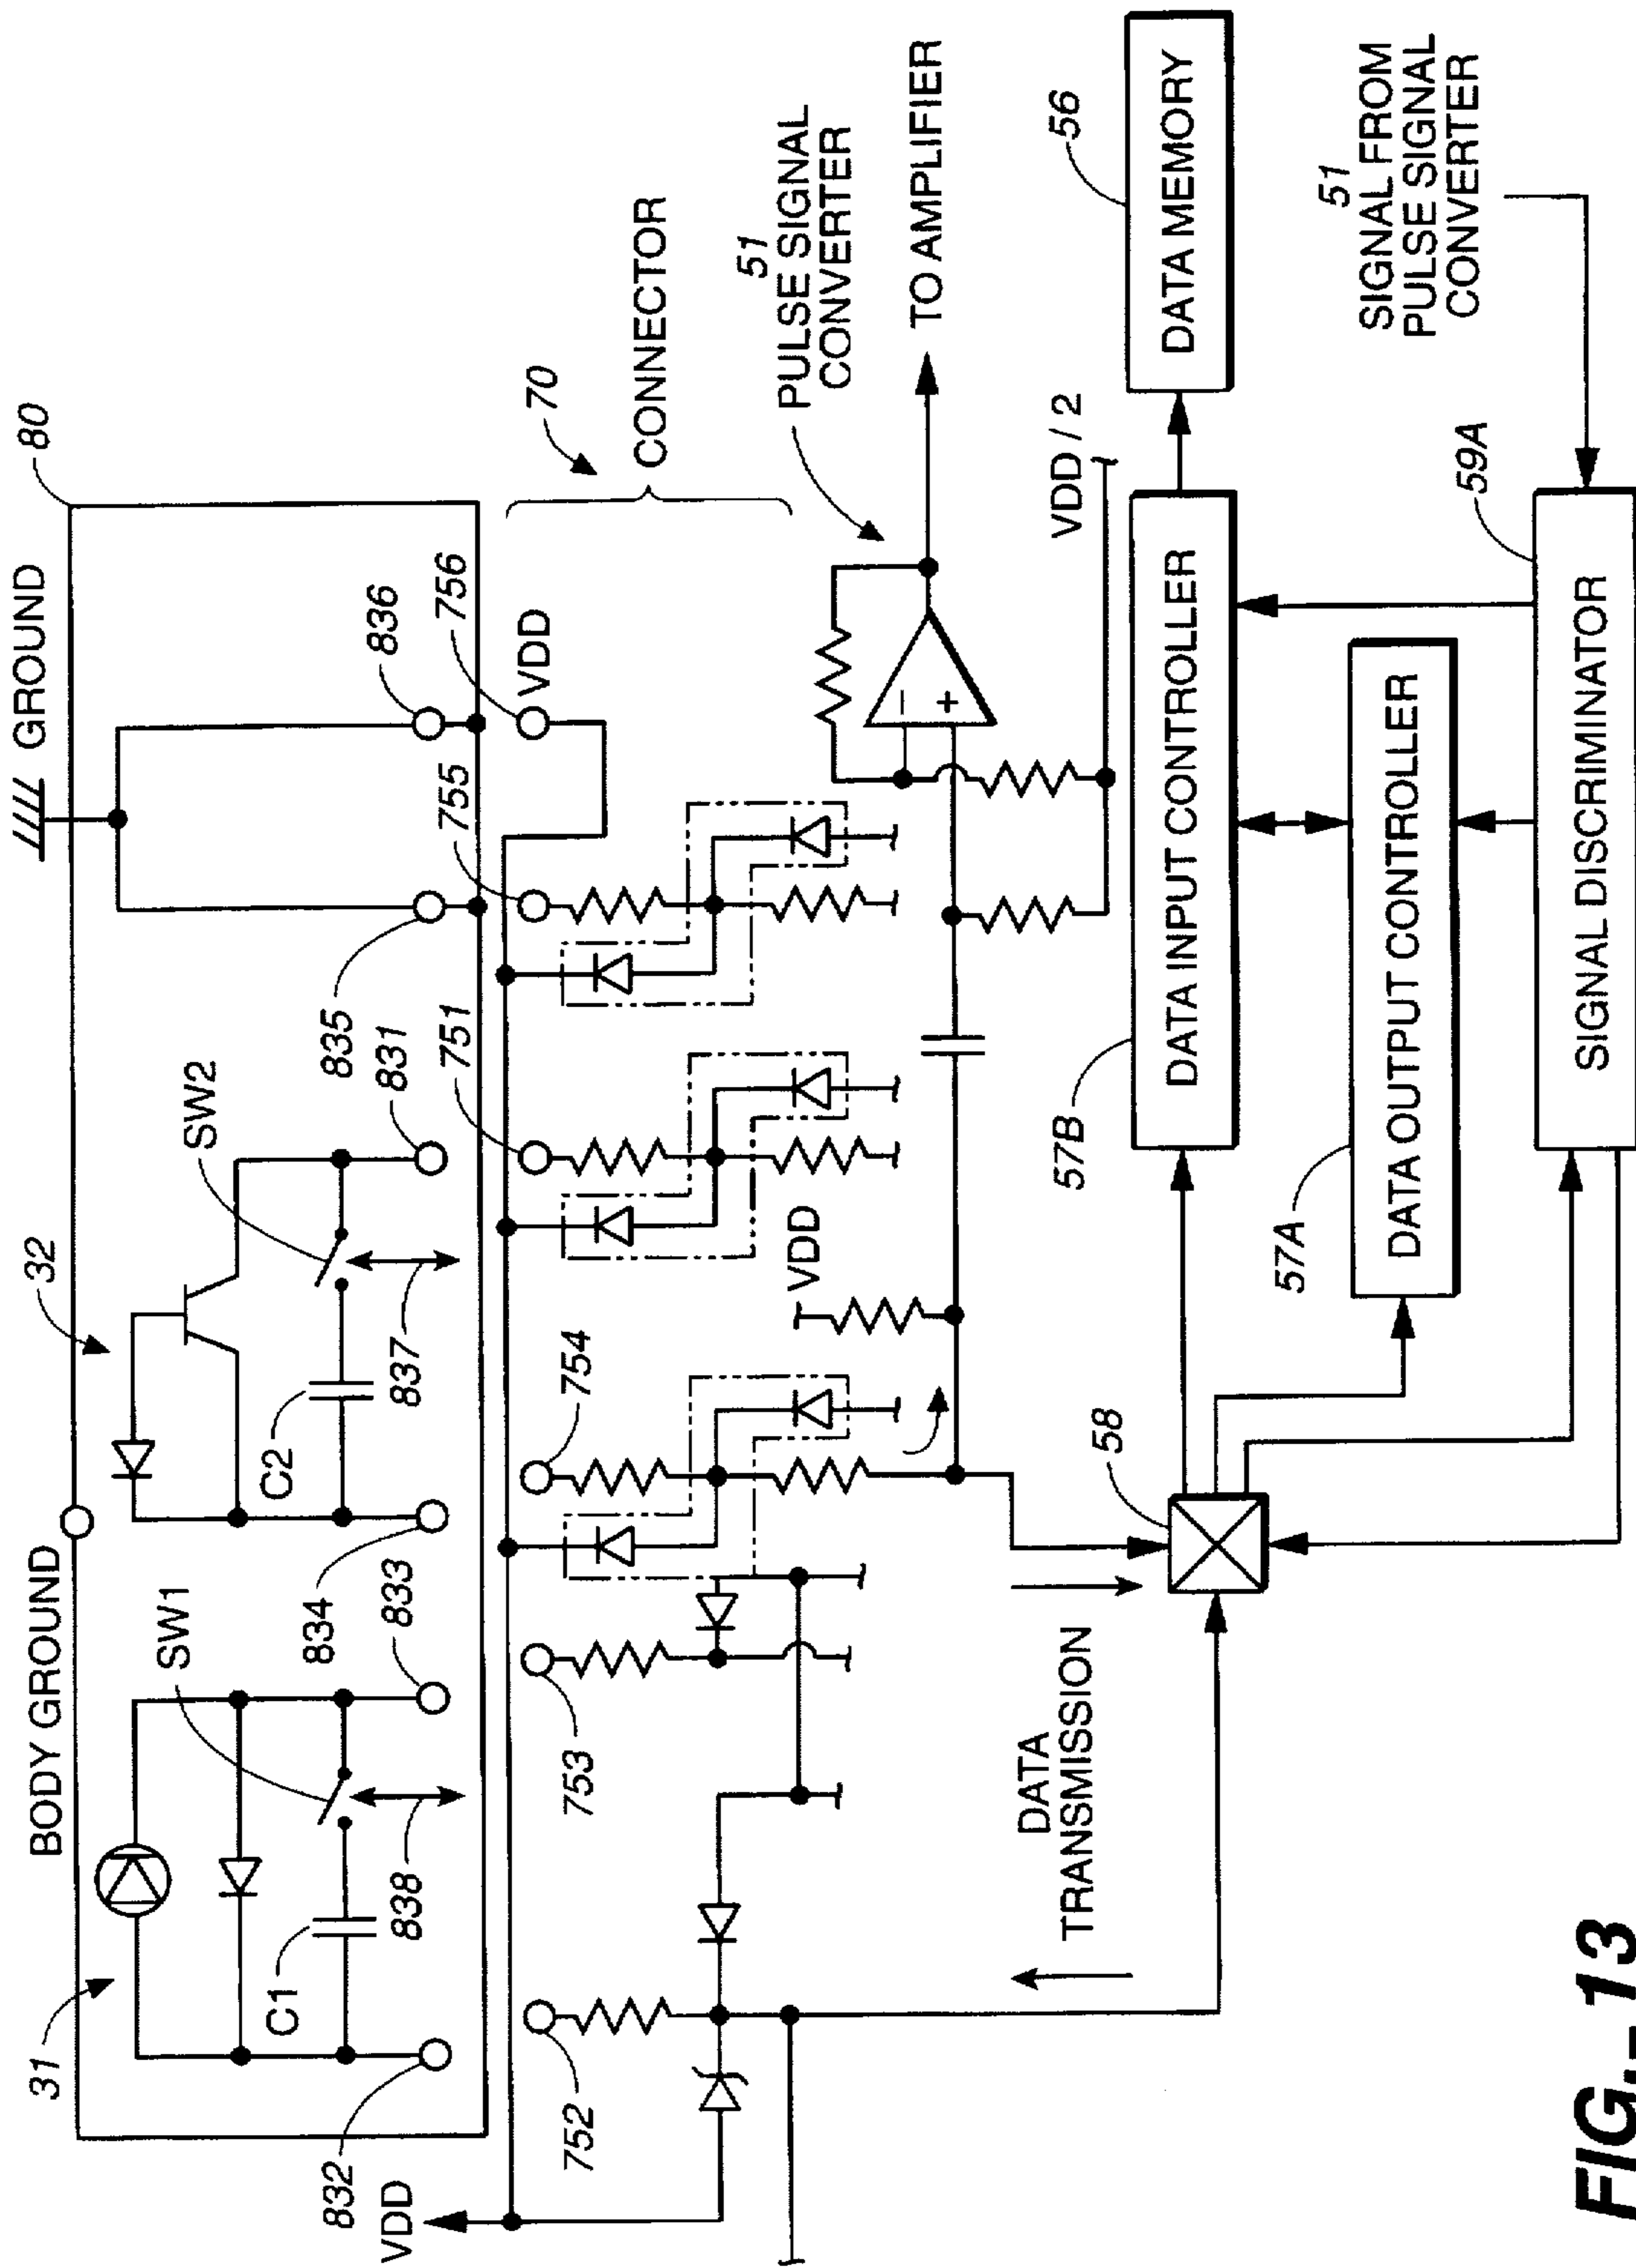 BODY GROUND
GROUND
80
31
SW1
32
SW2
C1
838
833
834
C2
837
831
835
836
832
VDD
752
753
754
751
755
756
VDD
70
CONNECTOR
VDD
51
PULSE SIGNAL
CONVERTER
TO AMPLIFIER
−
+
VDD / 2
DATA
TRANSMISSION
58
57B
DATA INPUT CONTROLLER
56
DATA MEMORY
57A
DATA OUTPUT CONTROLLER
59A
SIGNAL DISCRIMINATOR
51
SIGNAL FROM
PULSE SIGNAL
CONVERTER
FIG._ 13